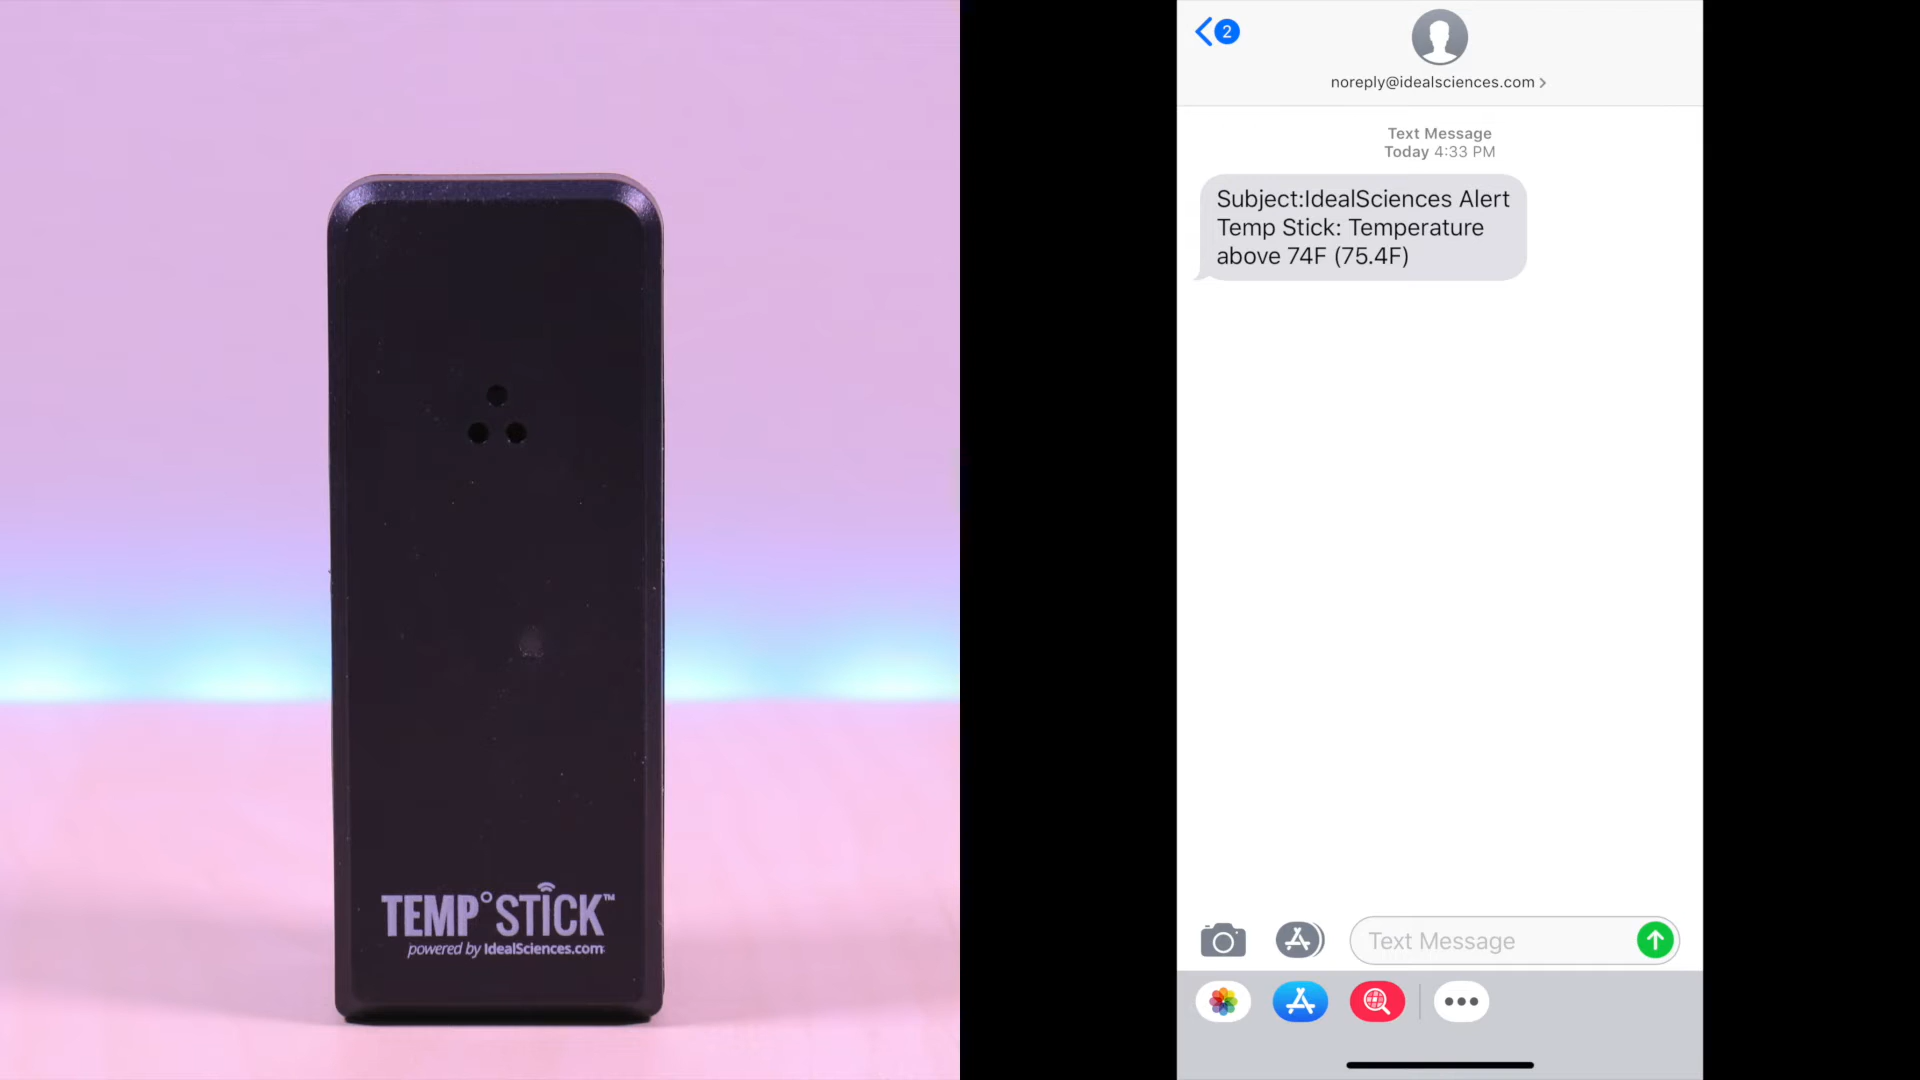 TEMP°STICK™
powered by IdealSciences.com
2
noreply@idealsciences.com >
Text Message
Today 4:33 PM
Subject:IdealSciences Alert
Temp Stick: Temperature
above 74F (75.4F)
Text Message